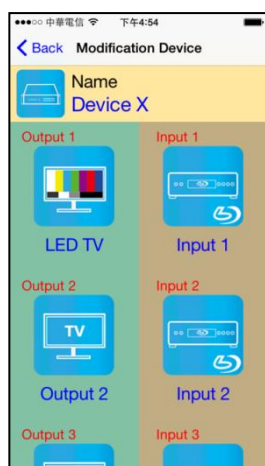 中華電信 下午4:54
Back Modification Device
Name
Device X
Output 1 Input 1
LED TV Input 1
Output 2 Input 2
TV
Output 2 Input 2
Output 3 Input 3